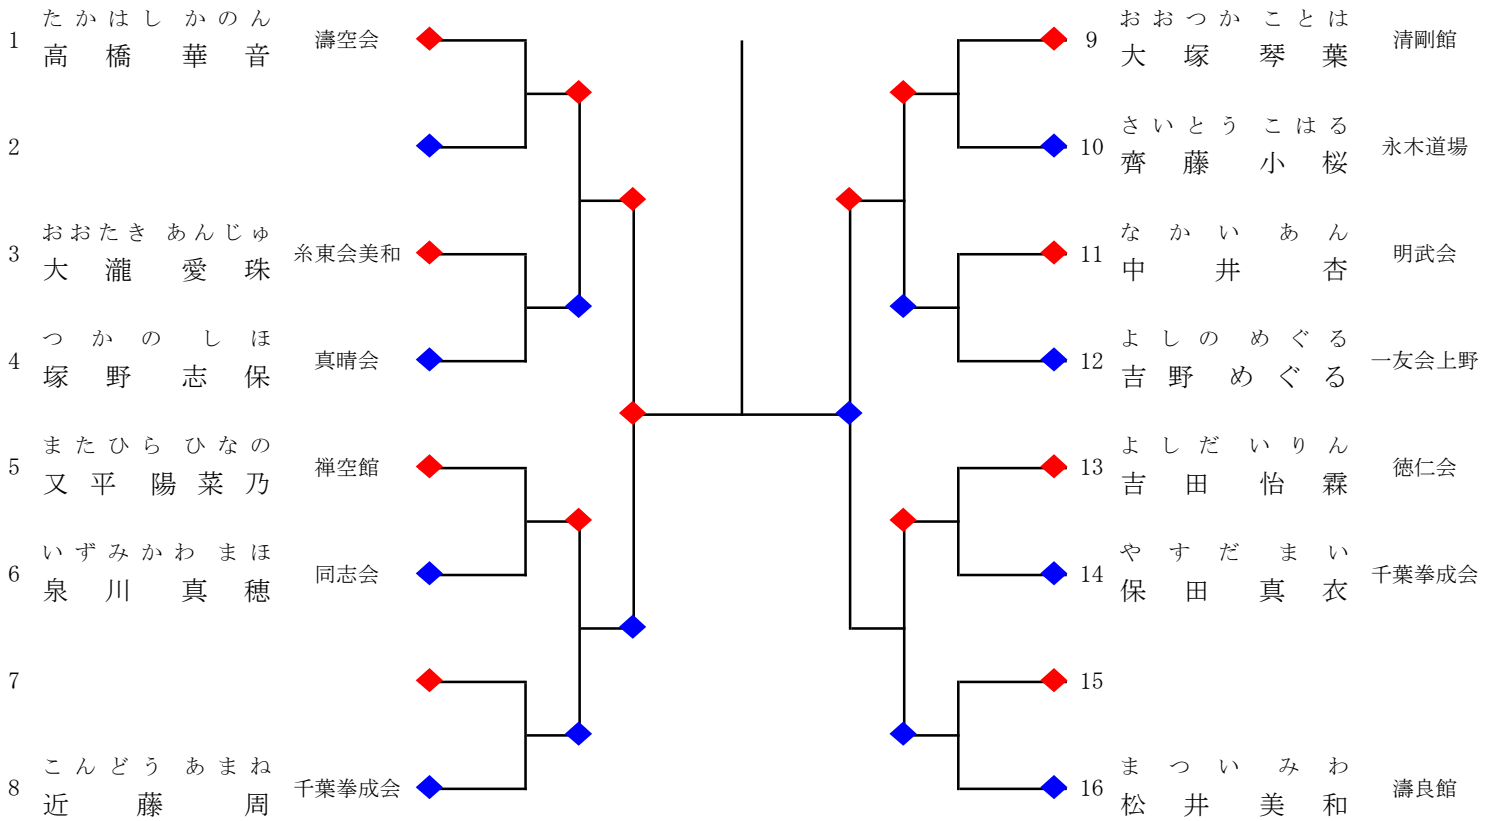 たかはし かのん
1 高橋 華音 濤空会
2
おおたき あんじゅ
3 大瀧 愛珠 糸東会美和
つかの しほ
4 塚野 志保 真晴会
またひら ひなの
5 又平 陽菜乃 禅空館
いずみかわ まほ
6 泉川 真穂 同志会
7
こんどう あまね
8 近藤 周 千葉拳成会
おおつか ことは
9 大塚 琴葉 清剛館
さいとう こはる
10 齊藤 小桜 永木道場
なかい あん
11 中井 杏 明武会
よしの めぐる
12 吉野 めぐる 一友会上野
よしだ いりん
13 吉田 怡霖 徳仁会
やすだ まい
14 保田 真衣 千葉拳成会
15
まつい みわ
16 松井 美和 濤良館